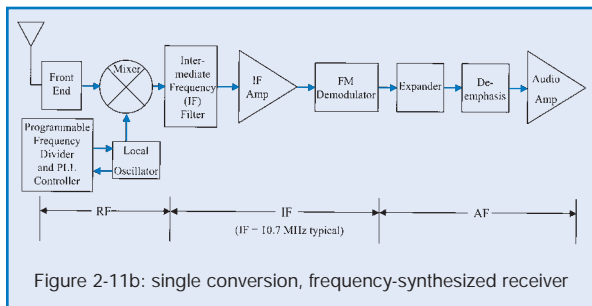 Front
End
Mixer
Inter-
mediate
Frequency
(IF)
Filter
IF
Amp
FM
Demodulator
Expander
De-
emphasis
Audio
Amp
Programmable
Frequency
Divider
and PLL
Controller
Local
Oscillator
RF
IF
AF
(IF = 10.7 MHz typical)
Figure 2-11b: single conversion, frequency-synthesized receiver